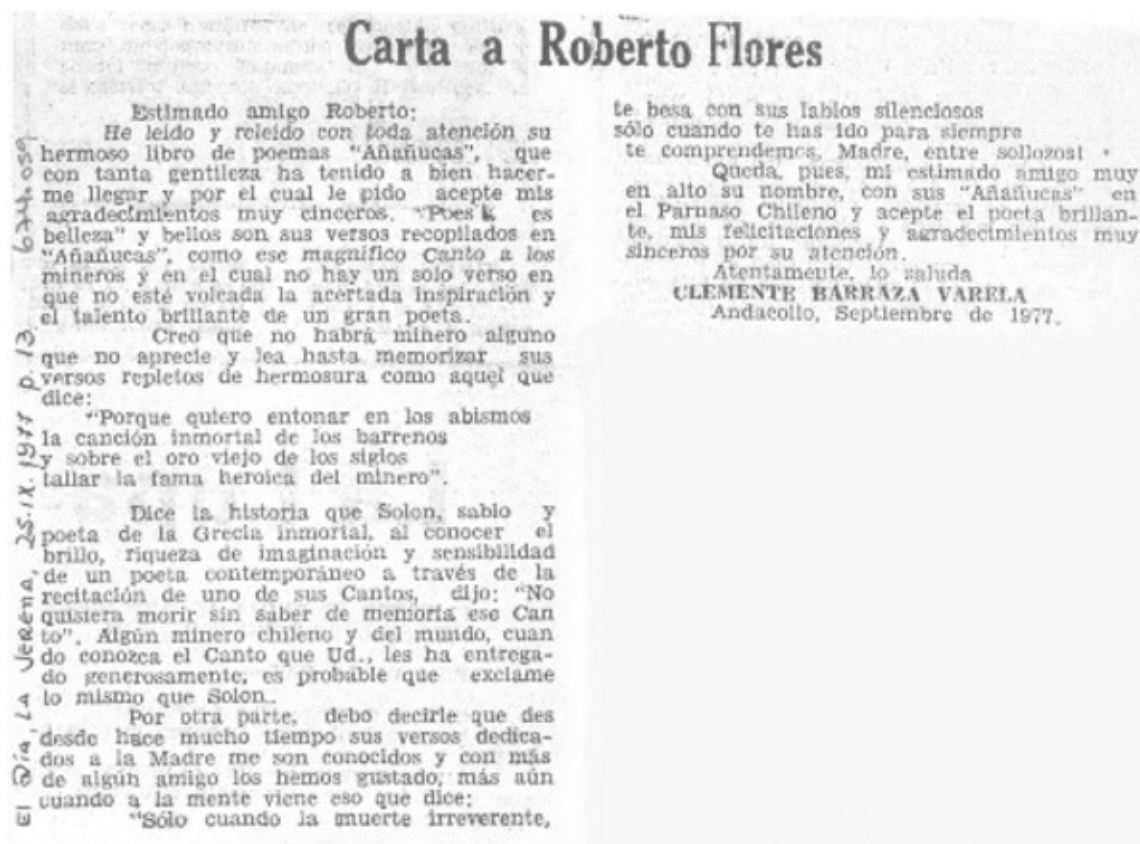 Carta a Roberto Flores
Estimado amigo Roberto:
He leído y releído con toda atención su
hermoso libro de poemas "Añañucas", que
con tanta gentileza ha tenido a bien hacer-
me llegar y por el cual le pido acepte mis
agradecimientos muy cinceros. "Poesía es
belleza" y bellos son sus versos recopilados en
"Añañucas", como ese magnífico Canto a los
mineros y en el cual no hay un solo verso en
que no esté volcada la acertada inspiración y
el talento brillante de un gran poeta.
Creo que no habrá minero alguno
que no aprecie y lea hasta memorizar sus
versos repletos de hermosura como aquel que
dice:
"Porque quiero entonar en los abismos
la canción inmortal de los barrenos
y sobre el oro viejo de los siglos
tallar la fama heroica del minero".
Dice la historia que Solon, sabio y
poeta de la Grecia inmortal, al conocer el
brillo, riqueza de imaginación y sensibilidad
de un poeta contemporáneo a través de la
recitación de uno de sus Cantos, dijo: "No
quisiera morir sin saber de memoria ese Can
to". Algún minero chileno y del mundo, cuan
do conozca el Canto que Ud., les ha entrega-
do generosamente, es probable que exclame
lo mismo que Solon.
Por otra parte, debo decirle que des
desde hace mucho tiempo sus versos dedica-
dos a la Madre me son conocidos y con más
de algún amigo los hemos gustado, más aún
cuando a la mente viene eso que dice:
"Sólo cuando la muerte irreverente,
te besa con sus labios silenciosos
sólo cuando te has ido para siempre
te comprendemos, Madre, entre sollozos!
Queda, pues, mi estimado amigo muy
en alto su nombre, con sus "Añañucas" en
el Parnaso Chileno y acepte el poeta brillan-
te, mis felicitaciones y agradecimientos muy
sinceros por su atención.
Atentamente, lo saluda
CLEMENTE BARRAZA VARELA
Andacollo, Septiembre de 1977.
El Día, La Serena, 25.IX.1977 p. 13.